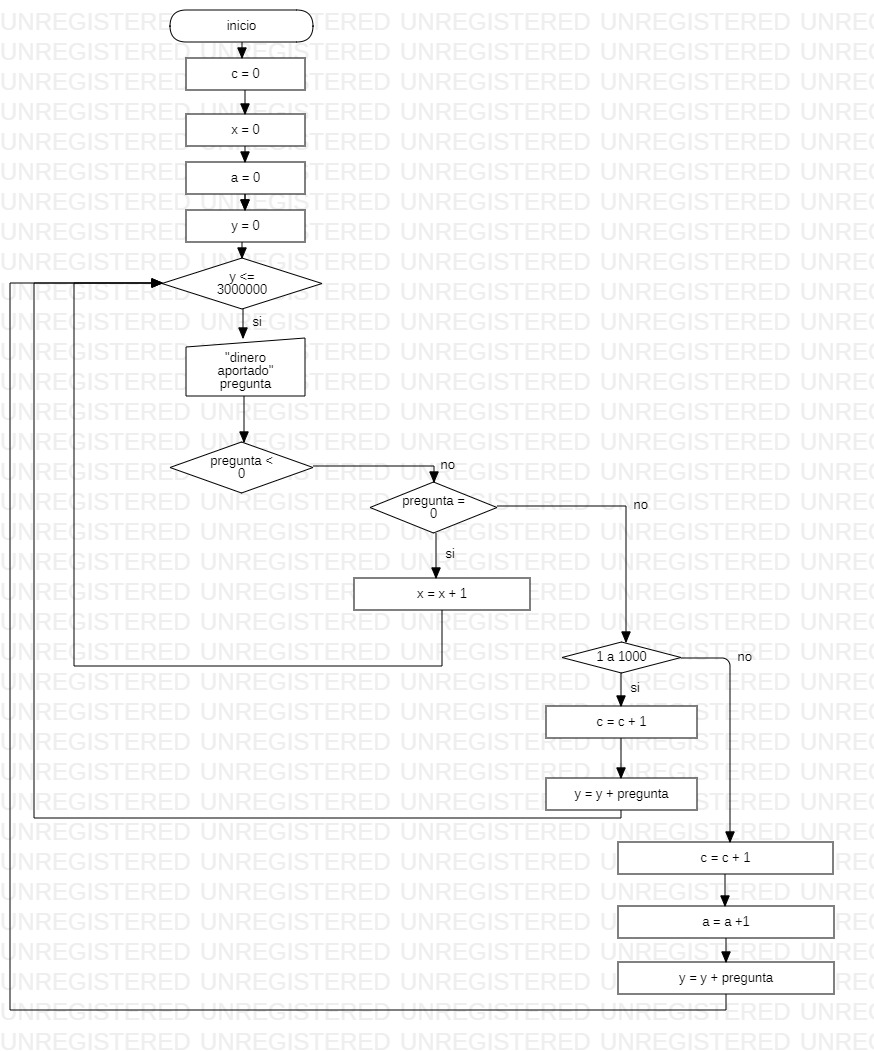 inicio
c = 0
x = 0
a = 0
y = 0
y <=
3000000
si
"dinero
aportado"
pregunta
pregunta <
0
no
pregunta =
0
no
si
x = x + 1
1 a 1000
no
si
c = c + 1
y = y + pregunta
c = c + 1
a = a +1
y = y + pregunta
UNREGISTERED UNREGISTERED UNREGISTERED UNREGISTERED UNREGISTERED